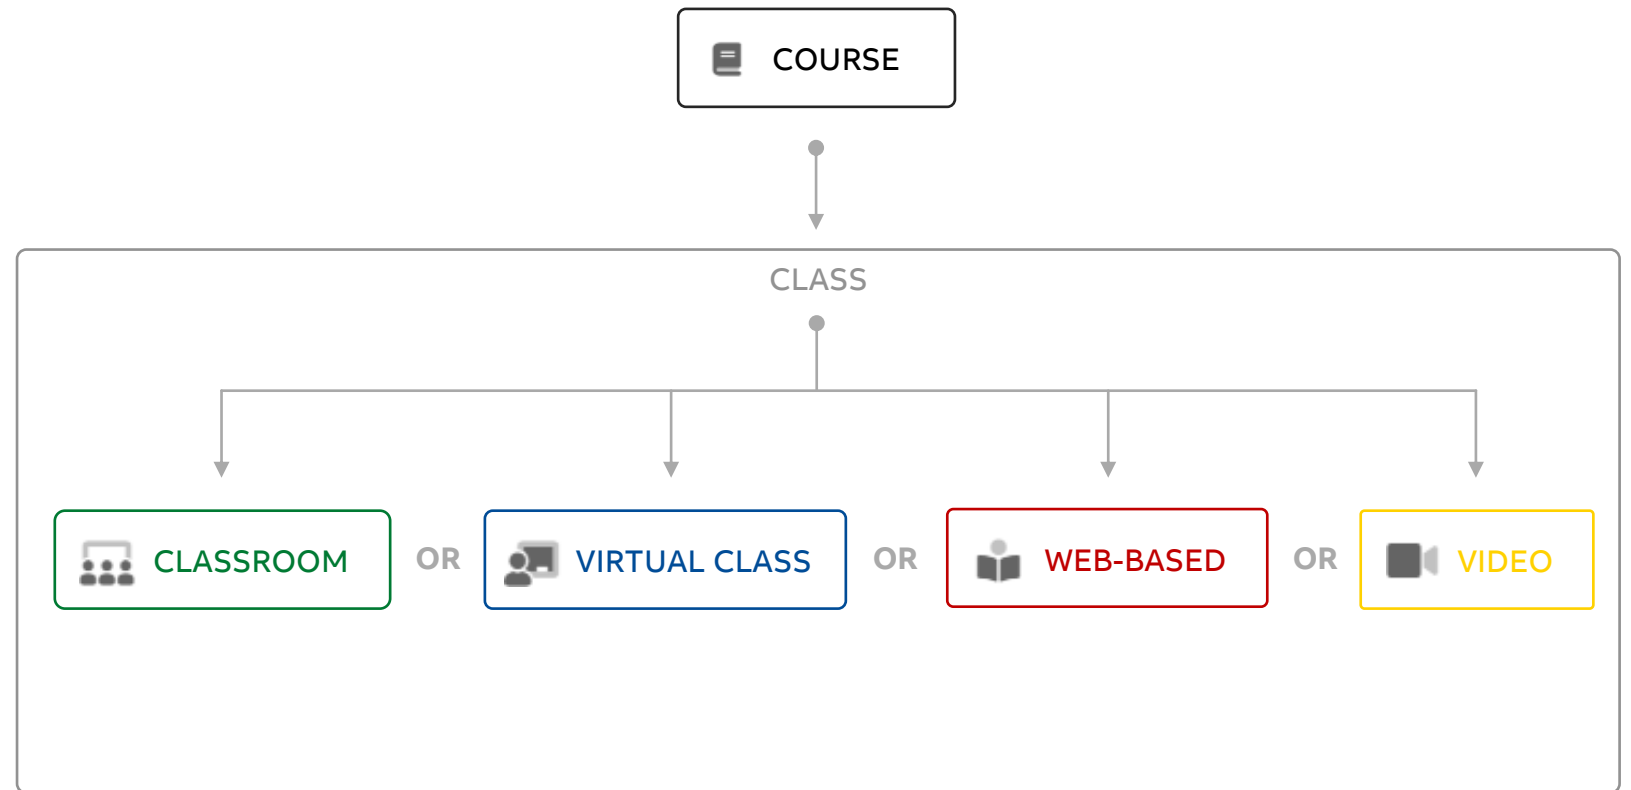 COURSE
CLASS
CLASSROOM OR VIRTUAL CLASS OR WEB-BASED OR VIDEO